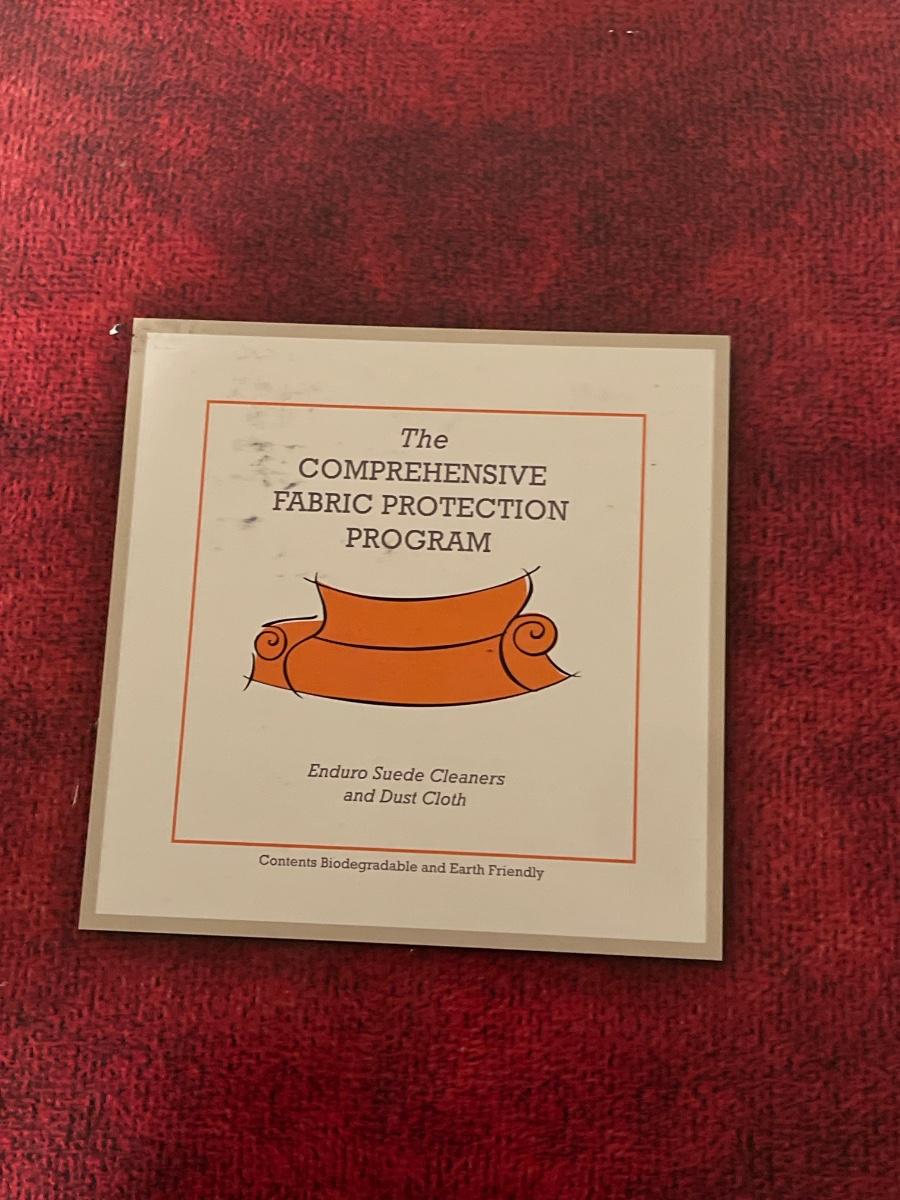 The
COMPREHENSIVE
FABRIC PROTECTION
PROGRAM
Enduro Suede Cleaners
and Dust Cloth
Contents Biodegradable and Earth Friendly